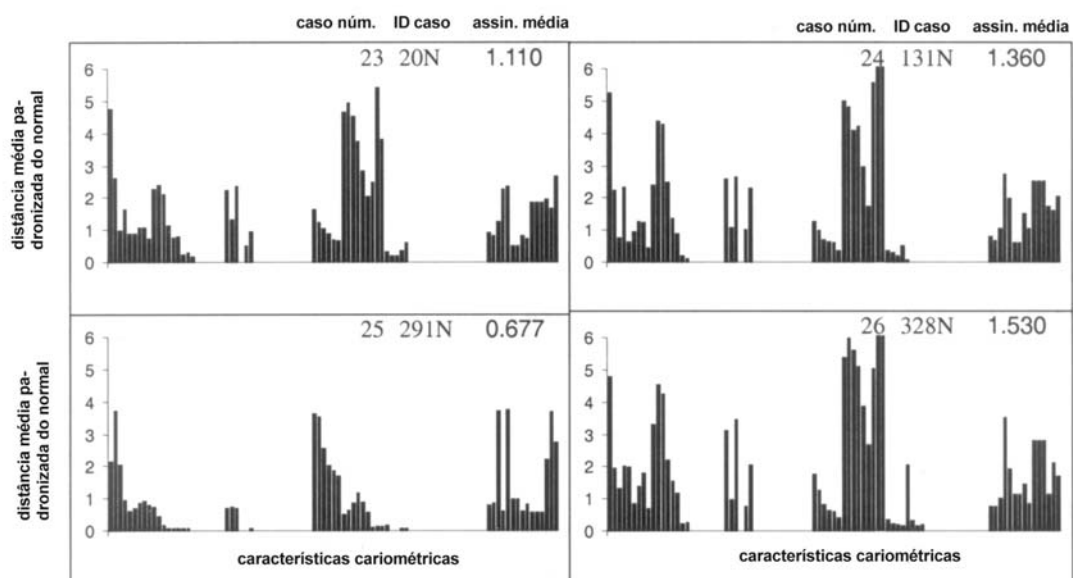 caso núm. ID caso assin. média
23 20N 1.110
distância média pa-
dronizada do normal
6
5
4
3
2
1
0
caso núm. ID caso assin. média
24 131N 1.360
6
5
4
3
2
1
0
25 291N 0.677
distância média pa-
dronizada do normal
6
5
4
3
2
1
0
características cariométricas
26 328N 1.530
6
5
4
3
2
1
0
características cariométricas